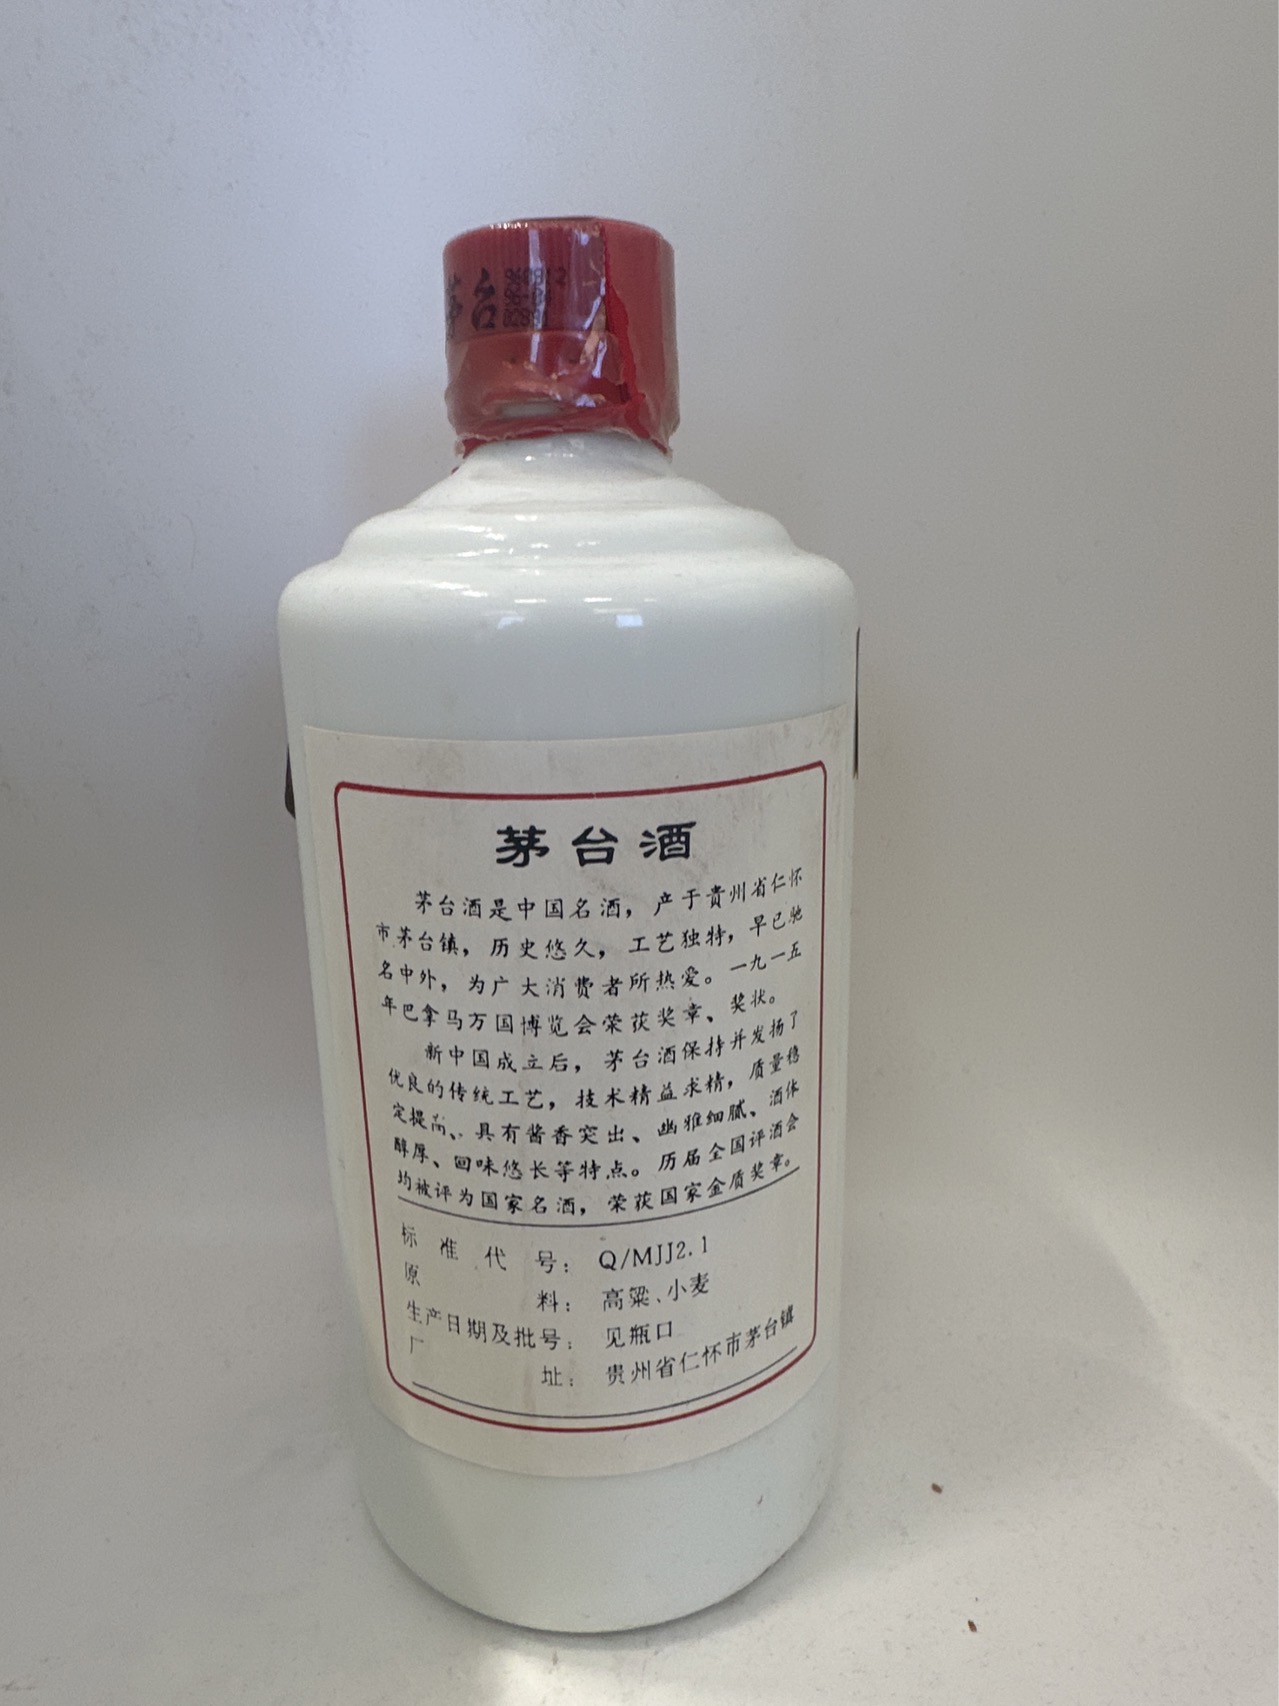 茅台
茅台酒
茅台酒是中国名酒，产于贵州省仁怀
市茅台镇，历史悠久，工艺独特，早已驰
名中外，为广大消费者所热爱。一九一五
年巴拿马万国博览会荣获奖章、奖状。
新中国成立后，茅台酒保持并发扬了
优良的传统工艺，技术精益求精，质量稳
定提高、具有酱香突出、幽雅细腻、酒体
醇厚、回味悠长等特点。历届全国评酒会
均被评为国家名酒，荣获国家金质奖章。
标准代号： Q/MJJ2.1
原料： 高粱、小麦
生产日期及批号： 见瓶口
厂址： 贵州省仁怀市茅台镇